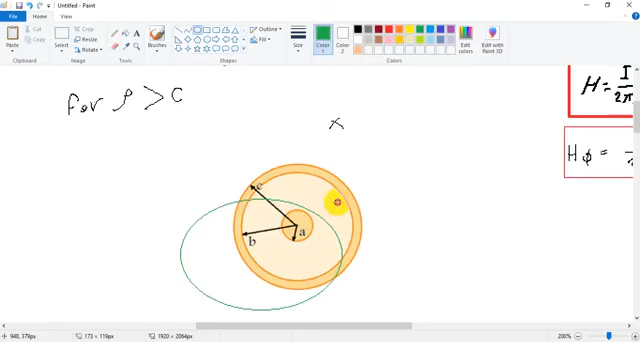 Untitled - Paint
File
Home
View
Paste
Cut
Copy
Clipboard
Select
Crop
Resize
Rotate
Image
Tools
Brushes
Shapes
Outline
Fill
Size
Color
1
Color
2
Colors
Edit
colors
Edit with
Paint 3D
For ρ > C
x
H = I
2π
Hϕ =
c
a
b
948, 379px
173 × 119px
1920 × 2064px
200%